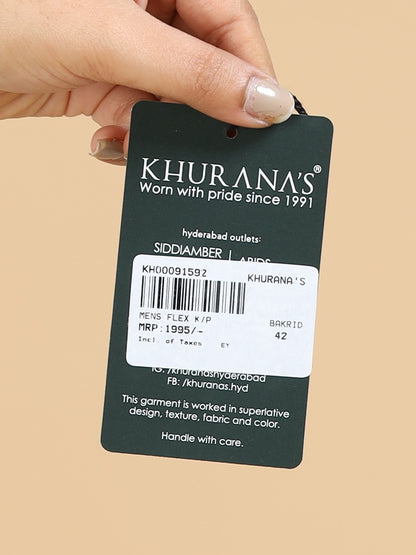 KHURANA'S®
Worn with pride since 1991
hyderabad outlets:
SIDDIAMBER | ABIDS
KH00091592
KHURANA'S
MENS FLEX K/P
BAKRID
MRP:1995/-
42
Incl. of Taxes EY
IG: /khuranashyderabad
FB: /khuranas.hyd
This garment is worked in superlative
design, texture, fabric and color.
Handle with care.